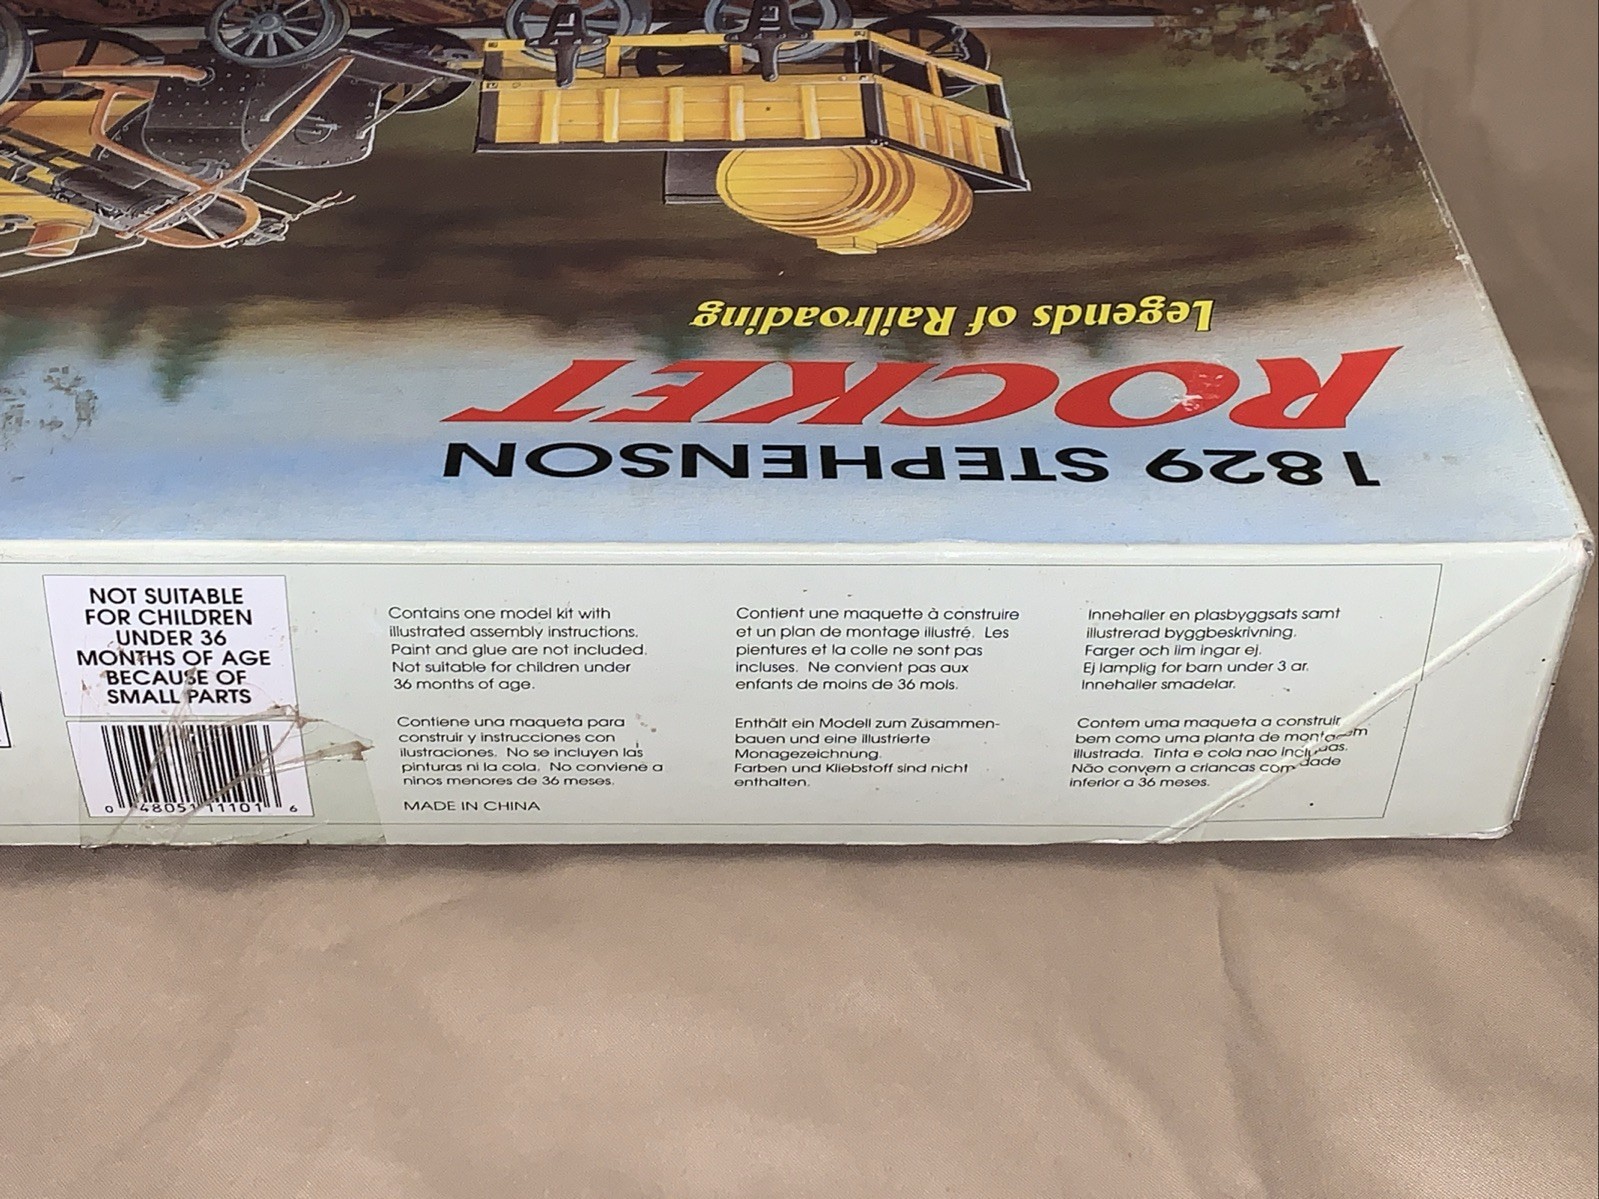 1829 STEPHENSON
ROCKET
Legends of Railroading
NOT SUITABLE
FOR CHILDREN
UNDER 36
MONTHS OF AGE
BECAUSE OF
SMALL PARTS
0 48051 11101 6
Contains one model kit with
illustrated assembly instructions.
Paint and glue are not included.
Not suitable for children under
36 months of age.
Contiene una maqueta para
construir y instrucciones con
ilustraciones. No se incluyen las
pinturas ni la cola. No conviene a
ninos menores de 36 meses.
MADE IN CHINA
Contient une maquette à construire
et un plan de montage illustré. Les
pientures et la colle ne sont pas
incluses. Ne convient pas aux
enfants de moins de 36 mols.
Enthält ein Modell zum Zusammen-
bauen und eine illustrierte
Monagezeichnung.
Farben und Kliebstoff sind nicht
enthalten.
Innehaller en plasbyggsats samt
illustrerad byggbeskrivning.
Farger och lim ingar ej.
Ej lamplig for barn under 3 ar.
Innehaller smadelar.
Contem uma maqueta a construir
bem como uma planta de montagem
illustrada. Tinta e cola nao incluidas.
Não convem a criancas com idade
inferior a 36 meses.